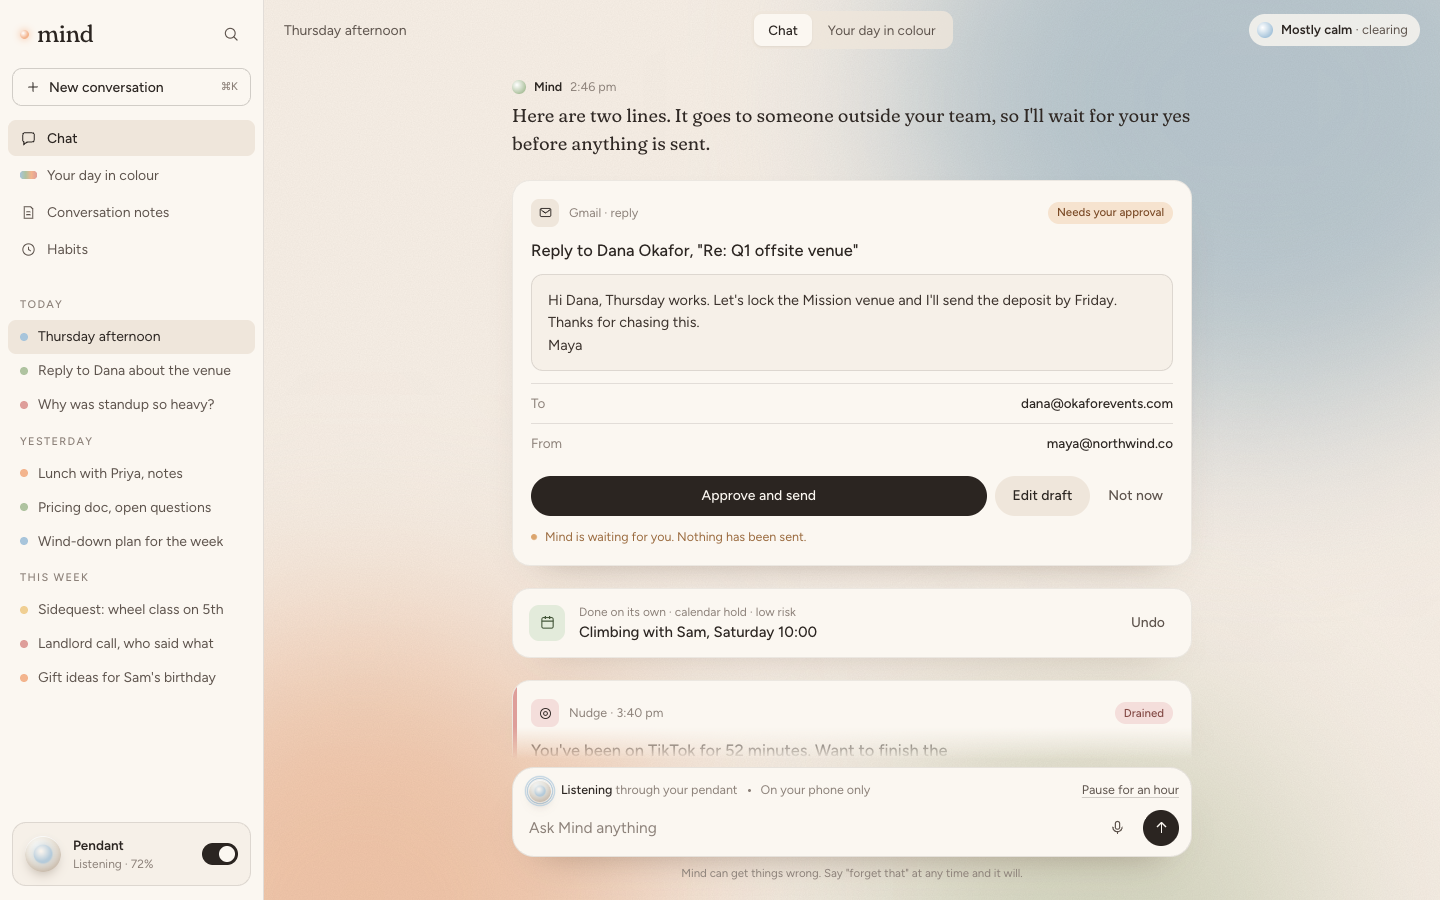 mind
New conversation
⌘K
Chat
Your day in colour
Conversation notes
Habits
TODAY
Thursday afternoon
Reply to Dana about the venue
Why was standup so heavy?
YESTERDAY
Lunch with Priya, notes
Pricing doc, open questions
Wind-down plan for the week
THIS WEEK
Sidequest: wheel class on 5th
Landlord call, who said what
Gift ideas for Sam's birthday
Pendant
Listening · 72%
Thursday afternoon
Chat
Your day in colour
Mostly calm · clearing
Mind 2:46 pm
Here are two lines. It goes to someone outside your team, so I'll wait for your yes
before anything is sent.
Gmail · reply
Needs your approval
Reply to Dana Okafor, "Re: Q1 offsite venue"
Hi Dana, Thursday works. Let's lock the Mission venue and I'll send the deposit by Friday.
Thanks for chasing this.
Maya
To
dana@okaforevents.com
From
maya@northwind.co
Approve and send
Edit draft
Not now
Mind is waiting for you. Nothing has been sent.
Done on its own · calendar hold · low risk
Climbing with Sam, Saturday 10:00
Undo
Nudge · 3:40 pm
Drained
You've been on TikTok for 52 minutes. Want to finish the
Listening through your pendant • On your phone only
Pause for an hour
Ask Mind anything
Mind can get things wrong. Say "forget that" at any time and it will.